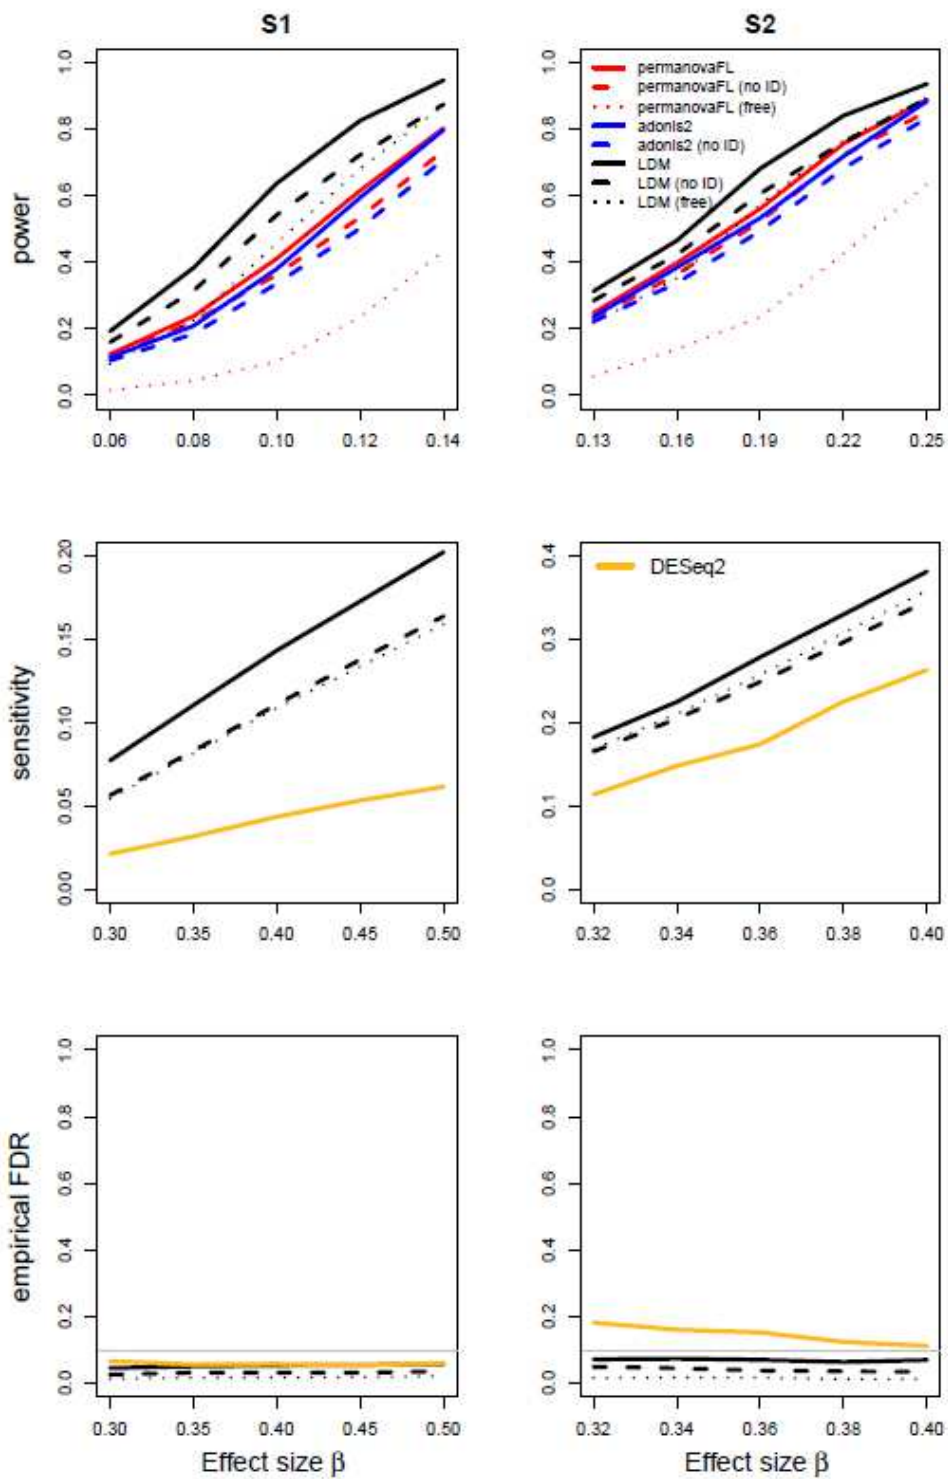 S1
S2
power
1.0
0.8
0.6
0.4
0.2
0.0
0.06 0.08 0.10 0.12 0.14
1.0
0.8
0.6
0.4
0.2
0.0
permanovaFL
permanovaFL (no ID)
permanovaFL (free)
adonis2
adonis2 (no ID)
LDM
LDM (no ID)
LDM (free)
0.13 0.16 0.19 0.22 0.25
sensitivity
0.20
0.15
0.10
0.05
0.00
0.30 0.35 0.40 0.45 0.50
0.4
0.3
0.2
0.1
0.0
DESeq2
0.32 0.34 0.36 0.38 0.40
empirical FDR
1.0
0.8
0.6
0.4
0.2
0.0
0.30 0.35 0.40 0.45 0.50
Effect size β
1.0
0.8
0.6
0.4
0.2
0.0
0.32 0.34 0.36 0.38 0.40
Effect size β